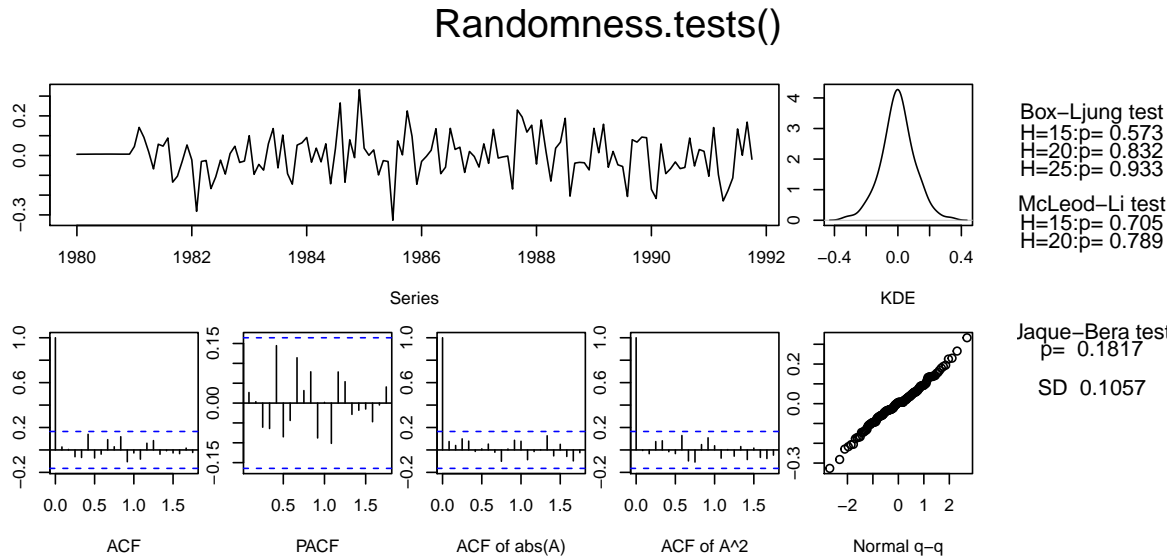 Randomness.tests()
−0.3 0.0 0.2
1980 1982 1984 1986 1988 1990 1992
Series
0 1 2 3 4
−0.4 0.0 0.4
KDE
Box−Ljung test
H=15:p= 0.573
H=20:p= 0.832
H=25:p= 0.933
McLeod−Li test
H=15:p= 0.705
H=20:p= 0.789
−0.2 0.2 0.6 1.0
0.0 0.5 1.0 1.5
ACF
−0.15 0.00 0.15
0.5 1.0 1.5
PACF
−0.2 0.2 0.6 1.0
0.0 0.5 1.0 1.5
ACF of abs(A)
−0.2 0.2 0.6 1.0
0.0 0.5 1.0 1.5
ACF of A^2
−0.3 0.0 0.2
−2 0 1 2
Normal q−q
Jaque−Bera test
p= 0.1817
SD 0.1057